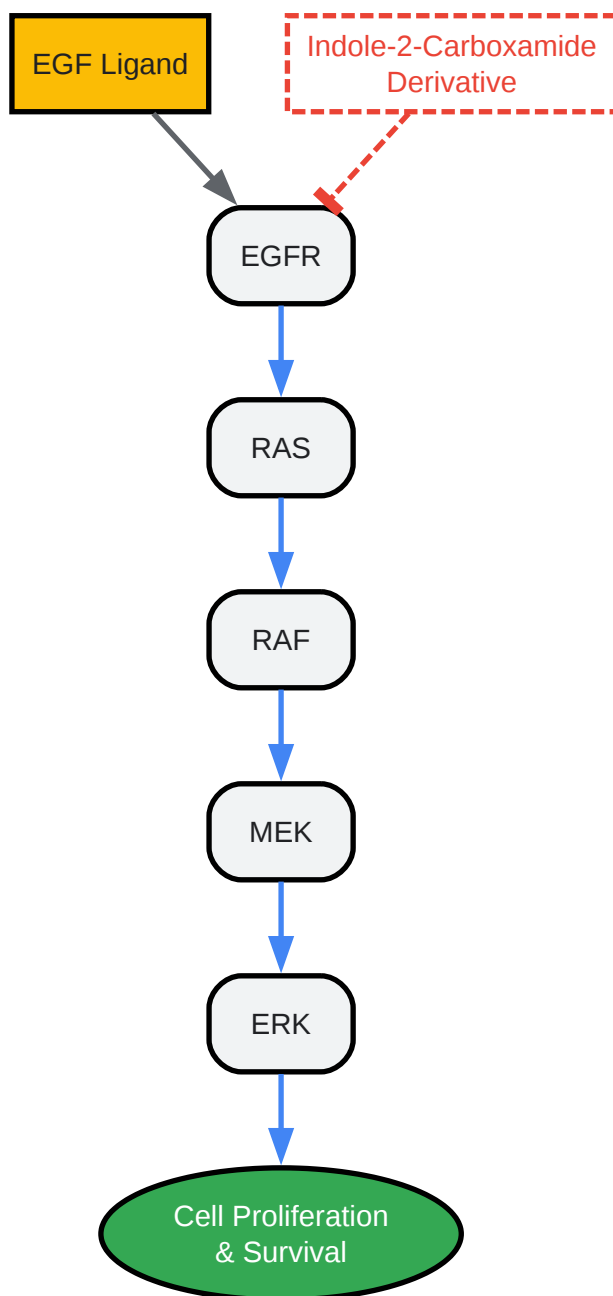 EGF Ligand
Indole-2-Carboxamide
Derivative
EGFR
RAS
RAF
MEK
ERK
Cell Proliferation
& Survival